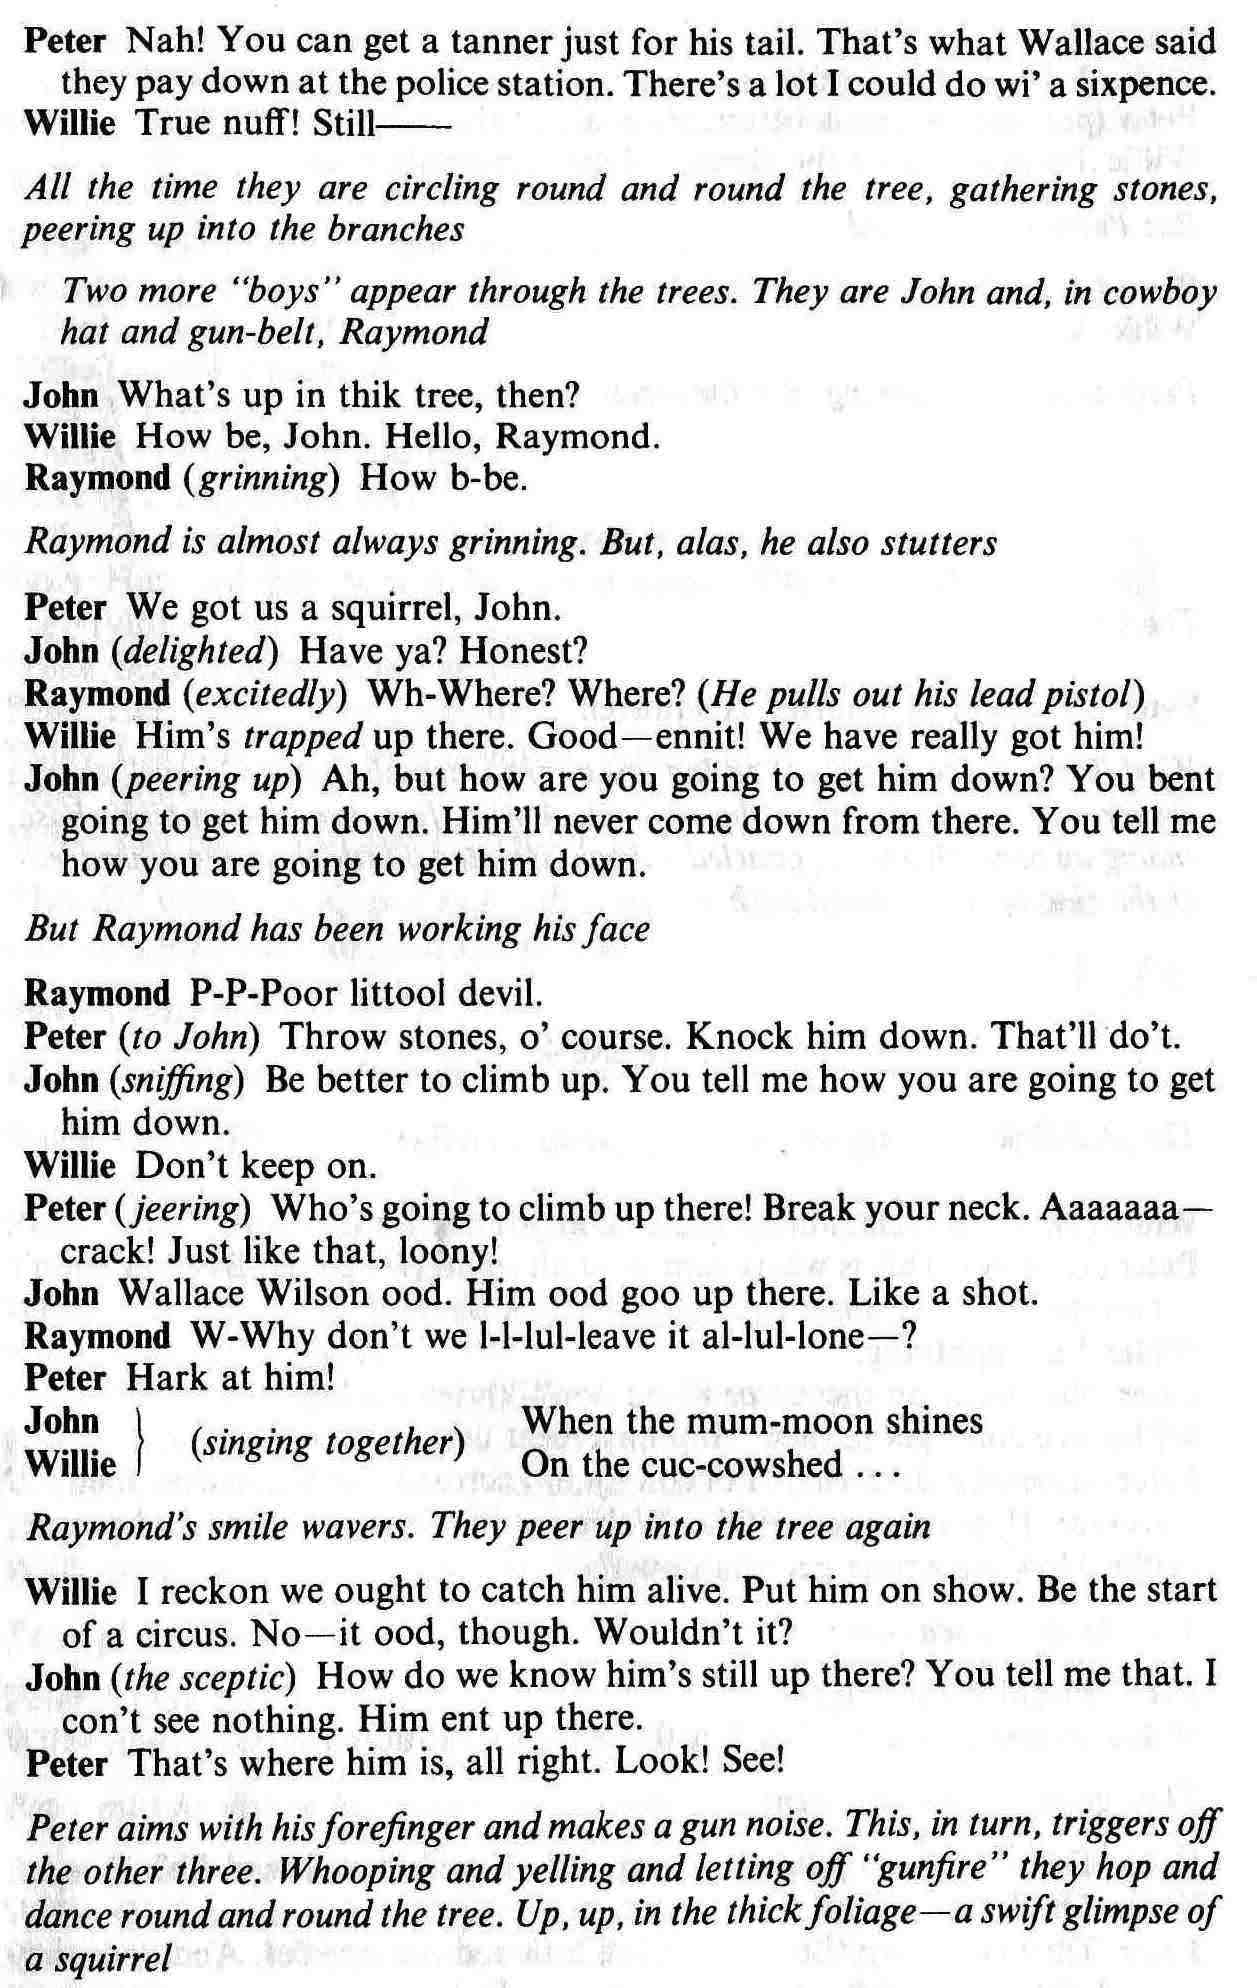 Peter Nah! You can get a tanner just for his tail. That's what Wallace said
they pay down at the police station. There's a lot I could do wi' a sixpence.
Willie True nuff! Still——
All the time they are circling round and round the tree, gathering stones,
peering up into the branches
Two more "boys" appear through the trees. They are John and, in cowboy
hat and gun-belt, Raymond
John What's up in thik tree, then?
Willie How be, John. Hello, Raymond.
Raymond (grinning) How b-be.
Raymond is almost always grinning. But, alas, he also stutters
Peter We got us a squirrel, John.
John (delighted) Have ya? Honest?
Raymond (excitedly) Wh-Where? Where? (He pulls out his lead pistol)
Willie Him's trapped up there. Good—ennit! We have really got him!
John (peering up) Ah, but how are you going to get him down? You bent
going to get him down. Him'll never come down from there. You tell me
how you are going to get him down.
But Raymond has been working his face
Raymond P-P-Poor littool devil.
Peter (to John) Throw stones, o' course. Knock him down. That'll do't.
John (sniffing) Be better to climb up. You tell me how you are going to get
him down.
Willie Don't keep on.
Peter (jeering) Who's going to climb up there! Break your neck. Aaaaaaa—
crack! Just like that, loony!
John Wallace Wilson ood. Him ood goo up there. Like a shot.
Raymond W-Why don't we l-l-lul-leave it al-lul-lone—?
Peter Hark at him!
John } (singing together) When the mum-moon shines
Willie } On the cuc-cowshed . . .
Raymond's smile wavers. They peer up into the tree again
Willie I reckon we ought to catch him alive. Put him on show. Be the start
of a circus. No—it ood, though. Wouldn't it?
John (the sceptic) How do we know him's still up there? You tell me that. I
con't see nothing. Him ent up there.
Peter That's where him is, all right. Look! See!
Peter aims with his forefinger and makes a gun noise. This, in turn, triggers off
the other three. Whooping and yelling and letting off "gunfire" they hop and
dance round and round the tree. Up, up, in the thick foliage—a swift glimpse of
a squirrel